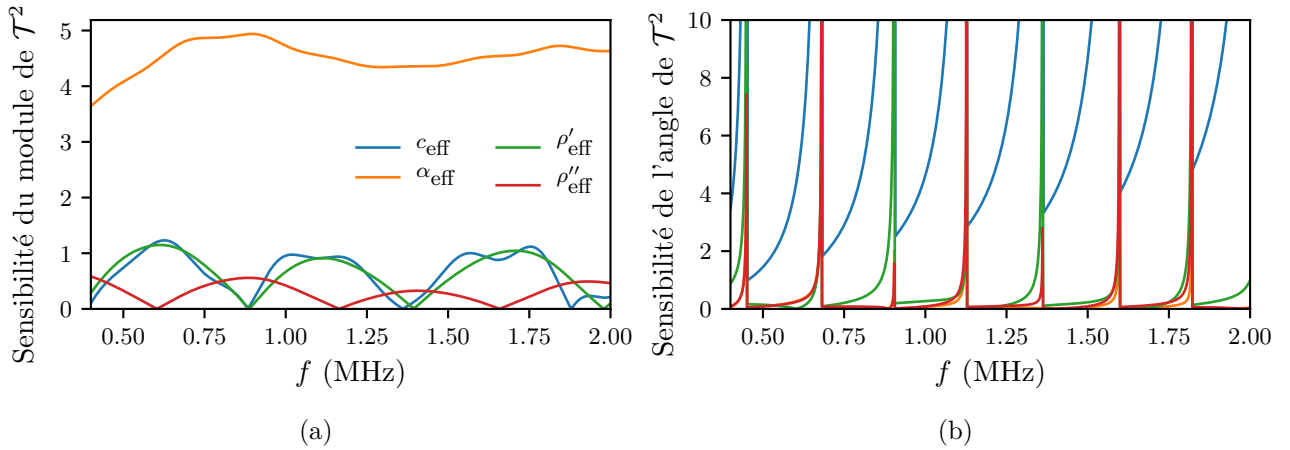 Sensibilité du module de 𝒯²
5
4
3
2
1
0
c_eff
α_eff
ρ′_eff
ρ″_eff
0.50 0.75 1.00 1.25 1.50 1.75 2.00
f (MHz)
(a)
Sensibilité de l'angle de 𝒯²
10
8
6
4
2
0
0.50 0.75 1.00 1.25 1.50 1.75 2.00
f (MHz)
(b)